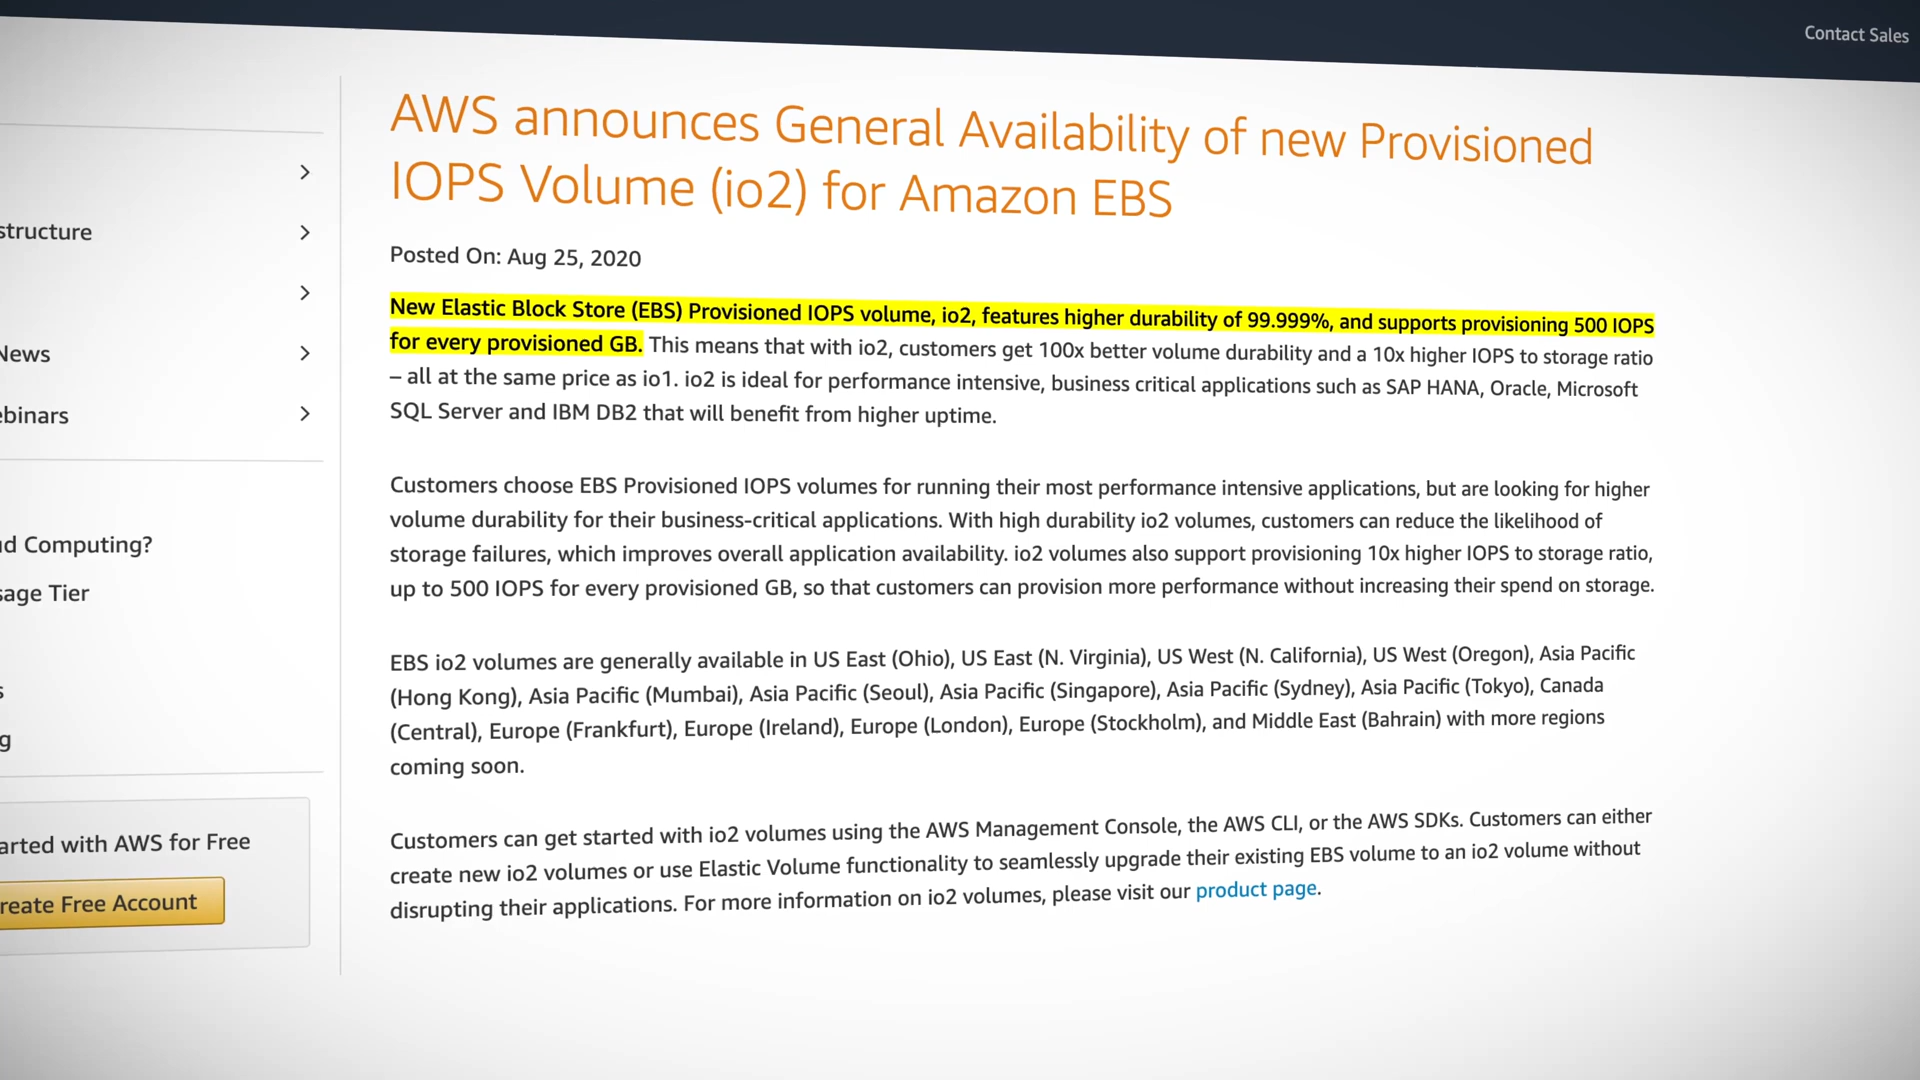 Contact Sales
AWS announces General Availability of new Provisioned
IOPS Volume (io2) for Amazon EBS
Posted On: Aug 25, 2020
New Elastic Block Store (EBS) Provisioned IOPS volume, io2, features higher durability of 99.999%, and supports provisioning 500 IOPS
for every provisioned GB. This means that with io2, customers get 100x better volume durability and a 10x higher IOPS to storage ratio
– all at the same price as io1. io2 is ideal for performance intensive, business critical applications such as SAP HANA, Oracle, Microsoft
SQL Server and IBM DB2 that will benefit from higher uptime.
Customers choose EBS Provisioned IOPS volumes for running their most performance intensive applications, but are looking for higher
volume durability for their business-critical applications. With high durability io2 volumes, customers can reduce the likelihood of
storage failures, which improves overall application availability. io2 volumes also support provisioning 10x higher IOPS to storage ratio,
up to 500 IOPS for every provisioned GB, so that customers can provision more performance without increasing their spend on storage.
EBS io2 volumes are generally available in US East (Ohio), US East (N. Virginia), US West (N. California), US West (Oregon), Asia Pacific
(Hong Kong), Asia Pacific (Mumbai), Asia Pacific (Seoul), Asia Pacific (Singapore), Asia Pacific (Sydney), Asia Pacific (Tokyo), Canada
(Central), Europe (Frankfurt), Europe (Ireland), Europe (London), Europe (Stockholm), and Middle East (Bahrain) with more regions
coming soon.
Customers can get started with io2 volumes using the AWS Management Console, the AWS CLI, or the AWS SDKs. Customers can either
create new io2 volumes or use Elastic Volume functionality to seamlessly upgrade their existing EBS volume to an io2 volume without
disrupting their applications. For more information on io2 volumes, please visit our product page.
structure
News
ebinars
d Computing?
sage Tier
s
g
arted with AWS for Free
reate Free Account